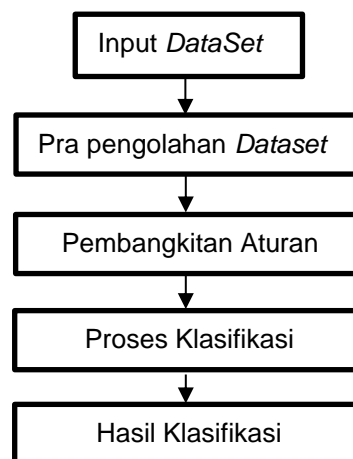 Input DataSet
Pra pengolahan Dataset
Pembangkitan Aturan
Proses Klasifikasi
Hasil Klasifikasi